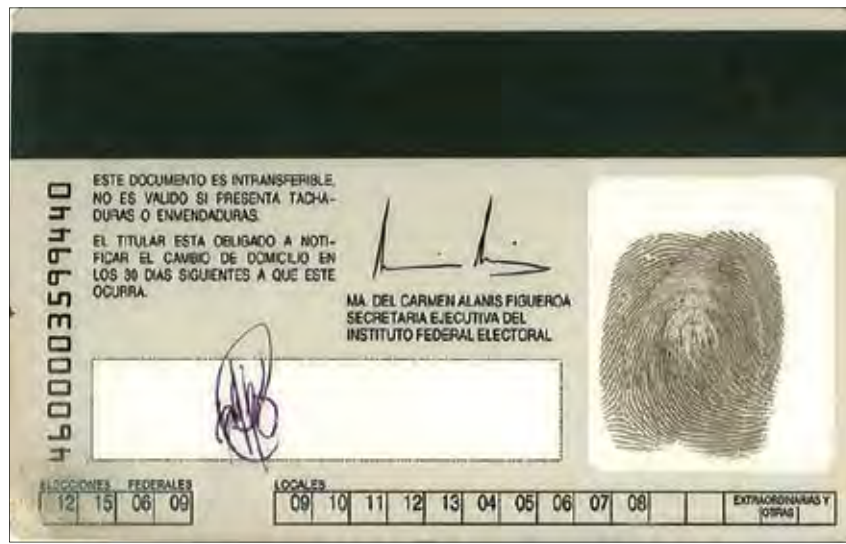 ESTE DOCUMENTO ES INTRANSFERIBLE,
NO ES VALIDO SI PRESENTA TACHA-
DURAS O ENMENDADURAS.
EL TITULAR ESTA OBLIGADO A NOTI-
FICAR EL CAMBIO DE DOMICILIO EN
LOS 30 DIAS SIGUIENTES A QUE ESTE
OCURRA.
MA. DEL CARMEN ALANIS FIGUEROA
SECRETARIA EJECUTIVA DEL
INSTITUTO FEDERAL ELECTORAL
4600003599440
ELECCIONES FEDERALES
12 15 06 09
LOCALES
09 10 11 12 13 04 05 06 07 08
EXTRAORDINARIAS Y
OTRAS